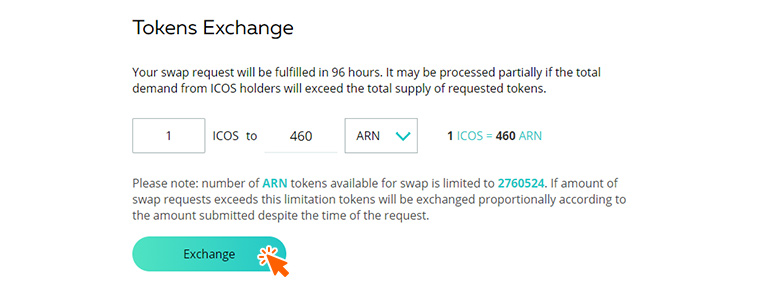 Tokens Exchange
Your swap request will be fulfilled in 96 hours. It may be processed partially if the total
demand from ICOS holders will exceed the total supply of requested tokens.
1 ICOS to 460 ARN 1 ICOS = 460 ARN
Please note: number of ARN tokens available for swap is limited to 2760524. If amount of
swap requests exceeds this limitation tokens will be exchanged proportionally according to
the amount submitted despite the time of the request.
Exchange